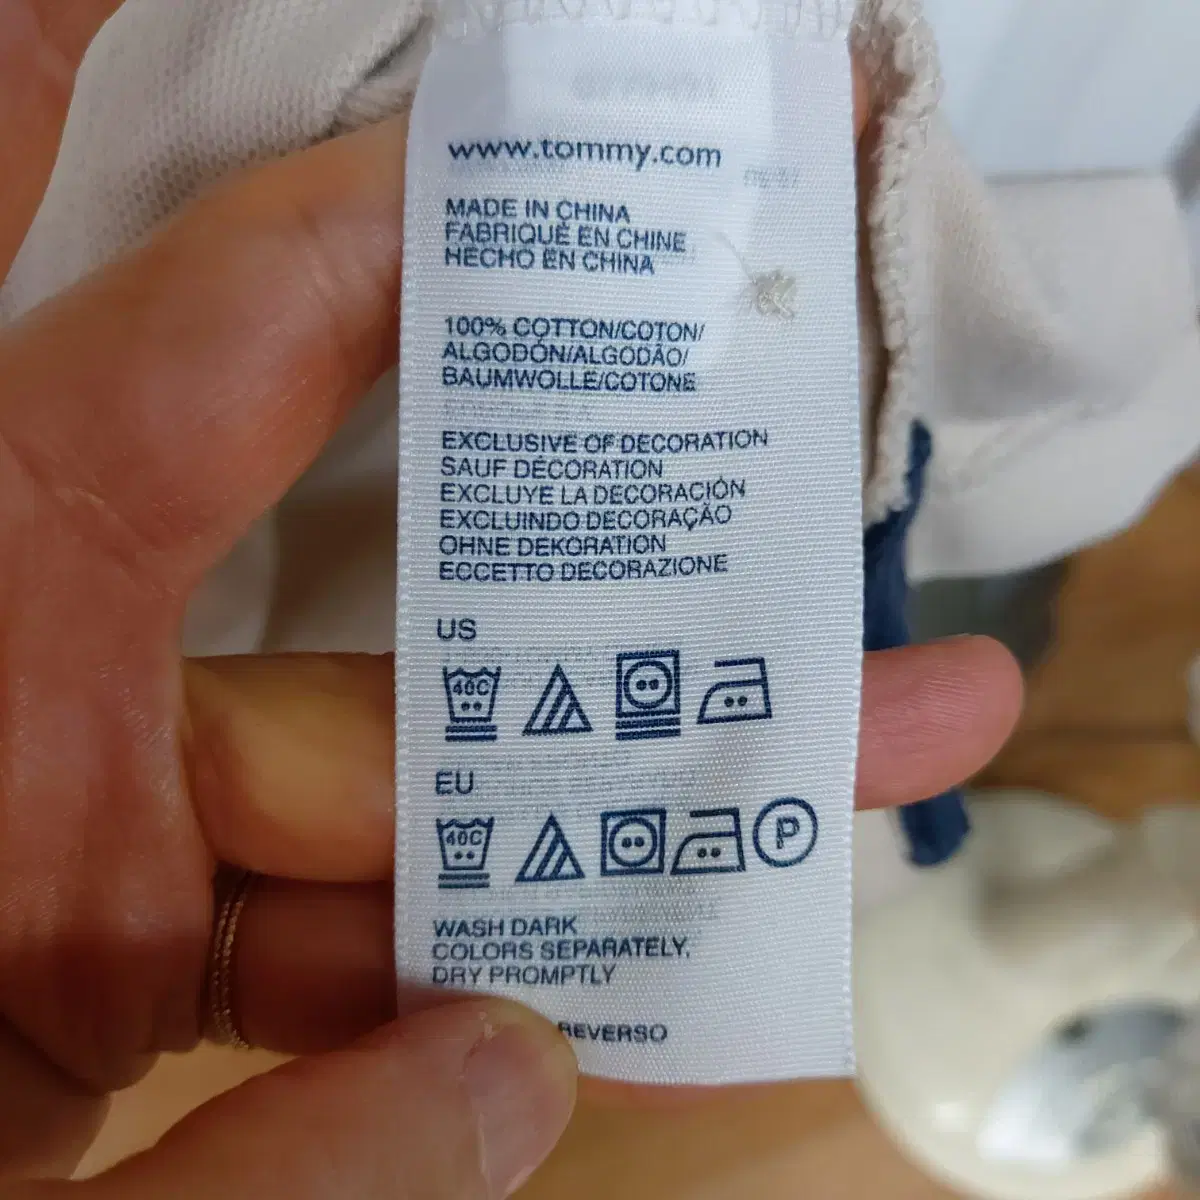 www.tommy.com
MADE IN CHINA
FABRIQUÉ EN CHINE
HECHO EN CHINA
100% COTTON/COTON/
ALGODÓN/ALGODÃO/
BAUMWOLLE/COTONE
EXCLUSIVE OF DECORATION
SAUF DÉCORATION
EXCLUYE LA DECORACIÓN
EXCLUINDO DECORAÇÃO
OHNE DEKORATION
ECCETTO DECORAZIONE
US
40C
EU
40C P
WASH DARK
COLORS SEPARATELY,
DRY PROMPTLY
REVERSO